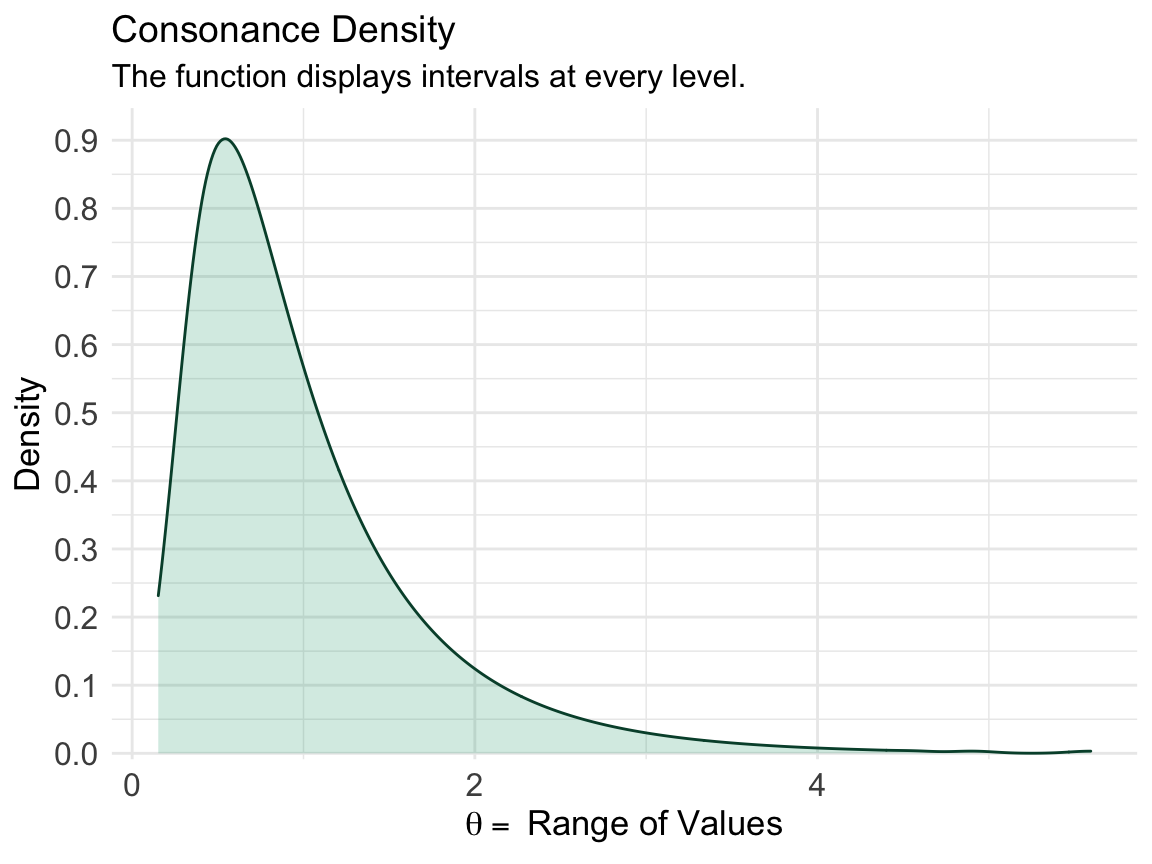 Consonance Density
The function displays intervals at every level.
Density
0.9
0.8
0.7
0.6
0.5
0.4
0.3
0.2
0.1
0.0
0 2 4
θ = Range of Values